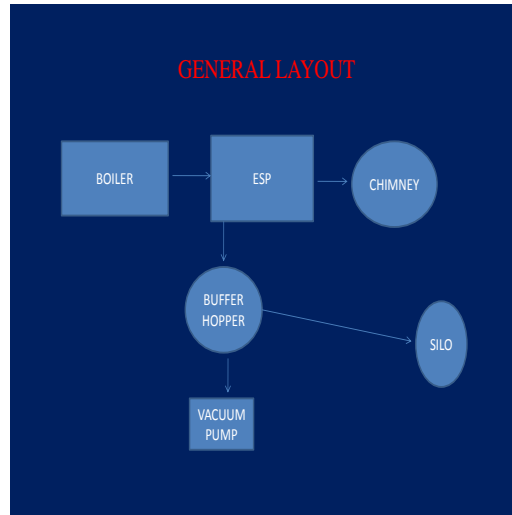 GENERAL LAYOUT
BOILER
ESP
CHIMNEY
BUFFER
HOPPER
SILO
VACUUM
PUMP